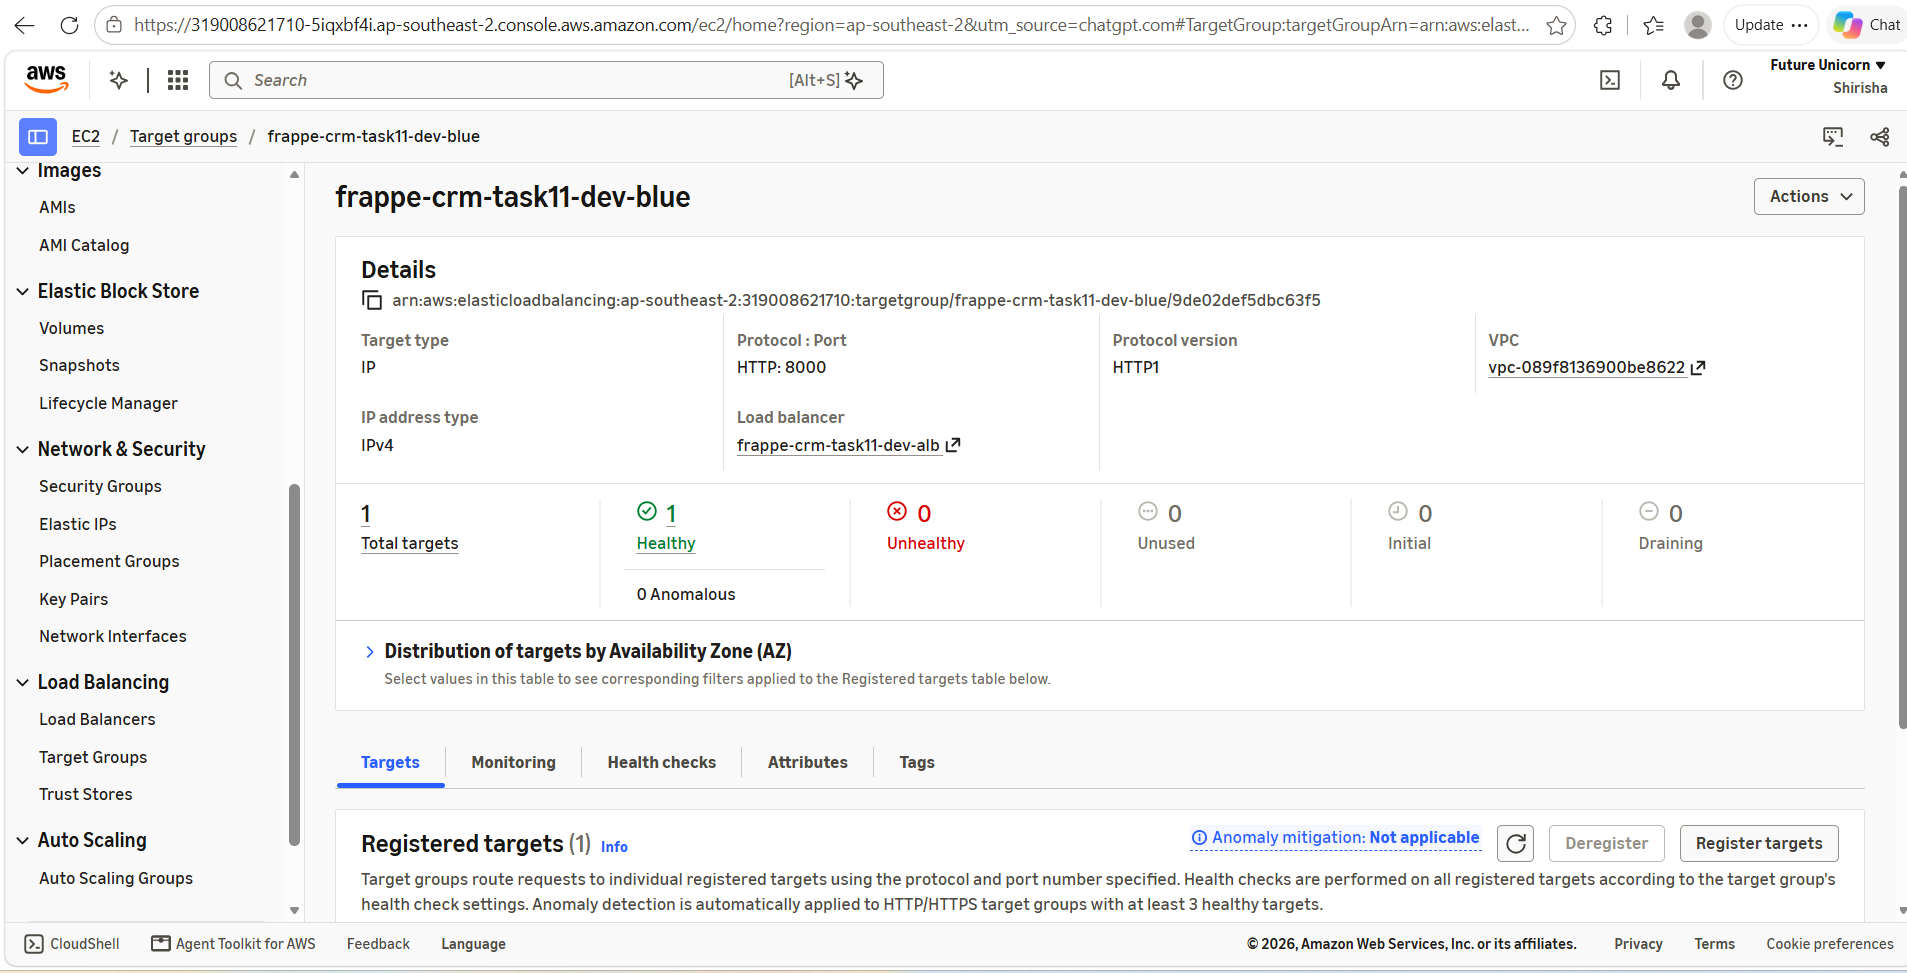 https://319008621710-5iqxbf4i.ap-southeast-2.console.aws.amazon.com/ec2/home?region=ap-southeast-2&utm_source=chatgpt.com#TargetGroup:targetGroupArn=arn:aws:elast...
Update
Chat
aws
Search
[Alt+S]
Future Unicorn
Shirisha
EC2 / Target groups / frappe-crm-task11-dev-blue
Images
AMIs
AMI Catalog
Elastic Block Store
Volumes
Snapshots
Lifecycle Manager
Network & Security
Security Groups
Elastic IPs
Placement Groups
Key Pairs
Network Interfaces
Load Balancing
Load Balancers
Target Groups
Trust Stores
Auto Scaling
Auto Scaling Groups
frappe-crm-task11-dev-blue
Actions
Details
arn:aws:elasticloadbalancing:ap-southeast-2:319008621710:targetgroup/frappe-crm-task11-dev-blue/9de02def5dbc63f5
Target type
IP
Protocol : Port
HTTP: 8000
Protocol version
HTTP1
VPC
vpc-089f8136900be8622
IP address type
IPv4
Load balancer
frappe-crm-task11-dev-alb
1
Total targets
1
Healthy
0 Anomalous
0
Unhealthy
0
Unused
0
Initial
0
Draining
Distribution of targets by Availability Zone (AZ)
Select values in this table to see corresponding filters applied to the Registered targets table below.
Targets
Monitoring
Health checks
Attributes
Tags
Registered targets (1) Info
Anomaly mitigation: Not applicable
Deregister
Register targets
Target groups route requests to individual registered targets using the protocol and port number specified. Health checks are performed on all registered targets according to the target group's
health check settings. Anomaly detection is automatically applied to HTTP/HTTPS target groups with at least 3 healthy targets.
CloudShell
Agent Toolkit for AWS
Feedback
Language
© 2026, Amazon Web Services, Inc. or its affiliates.
Privacy
Terms
Cookie preferences